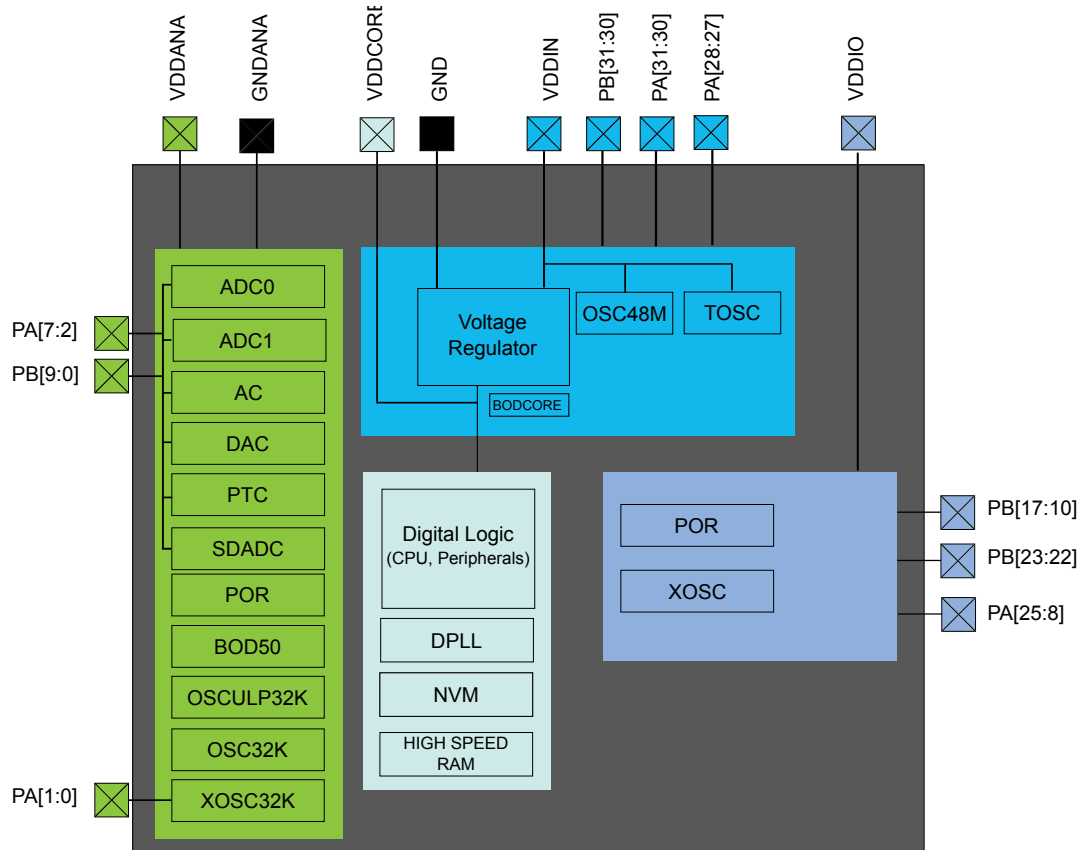 VDDANA
GNDANA
VDDCORE
GND
VDDIN
PB[31:30]
PA[31:30]
PA[28:27]
VDDIO
PA[7:2]
PB[9:0]
PA[1:0]
ADC0
ADC1
AC
DAC
PTC
SDADC
POR
BOD50
OSCULP32K
OSC32K
XOSC32K
Voltage
Regulator
OSC48M
TOSC
BODCORE
Digital Logic
(CPU, Peripherals)
DPLL
NVM
HIGH SPEED
RAM
POR
XOSC
PB[17:10]
PB[23:22]
PA[25:8]